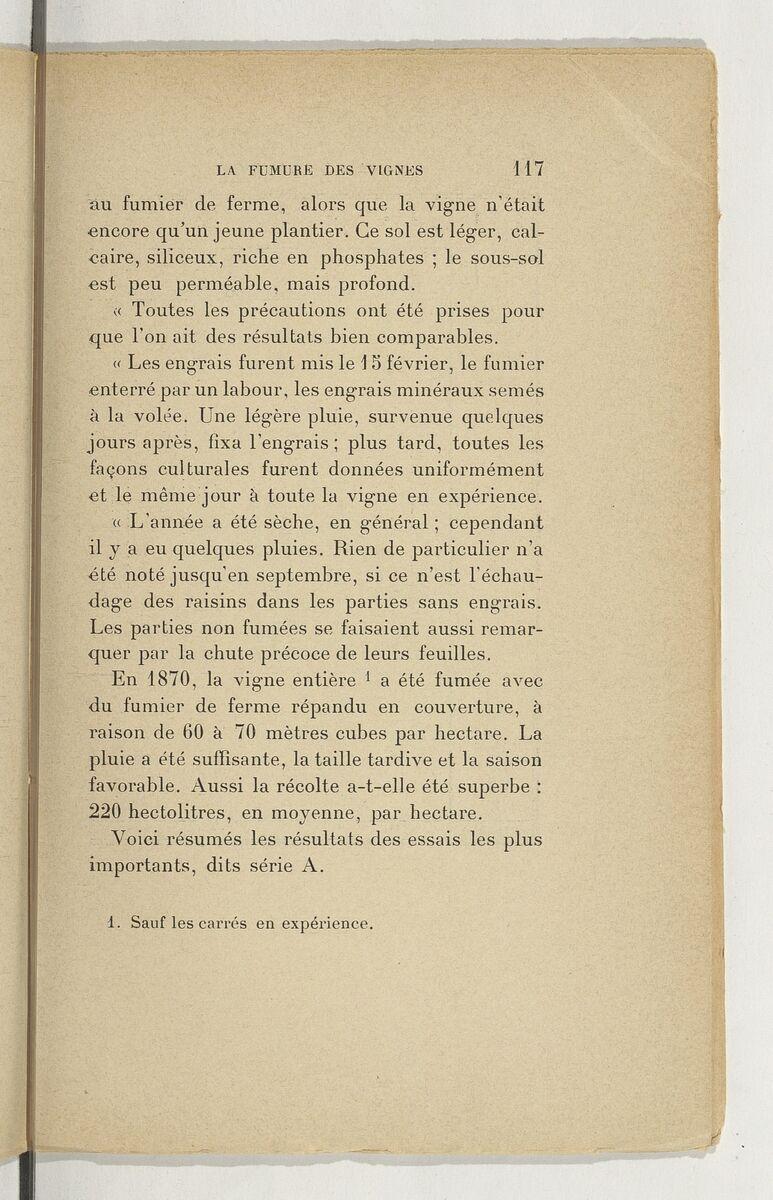 LA FUMURE DES VIGNES 117
au fumier de ferme, alors que la vigne n'était
encore qu'un jeune plantier. Ce sol est léger, cal-
caire, siliceux, riche en phosphates ; le sous-sol
est peu perméable, mais profond.
« Toutes les précautions ont été prises pour
que l'on ait des résultats bien comparables.
« Les engrais furent mis le 15 février, le fumier
enterré par un labour, les engrais minéraux semés
à la volée. Une légère pluie, survenue quelques
jours après, fixa l'engrais ; plus tard, toutes les
façons culturales furent données uniformément
et le même jour à toute la vigne en expérience.
« L'année a été sèche, en général ; cependant
il y a eu quelques pluies. Rien de particulier n'a
été noté jusqu'en septembre, si ce n'est l'échau-
dage des raisins dans les parties sans engrais.
Les parties non fumées se faisaient aussi remar-
quer par la chute précoce de leurs feuilles.
En 1870, la vigne entière ¹ a été fumée avec
du fumier de ferme répandu en couverture, à
raison de 60 à 70 mètres cubes par hectare. La
pluie a été suffisante, la taille tardive et la saison
favorable. Aussi la récolte a-t-elle été superbe :
220 hectolitres, en moyenne, par hectare.
Voici résumés les résultats des essais les plus
importants, dits série A.
1. Sauf les carrés en expérience.